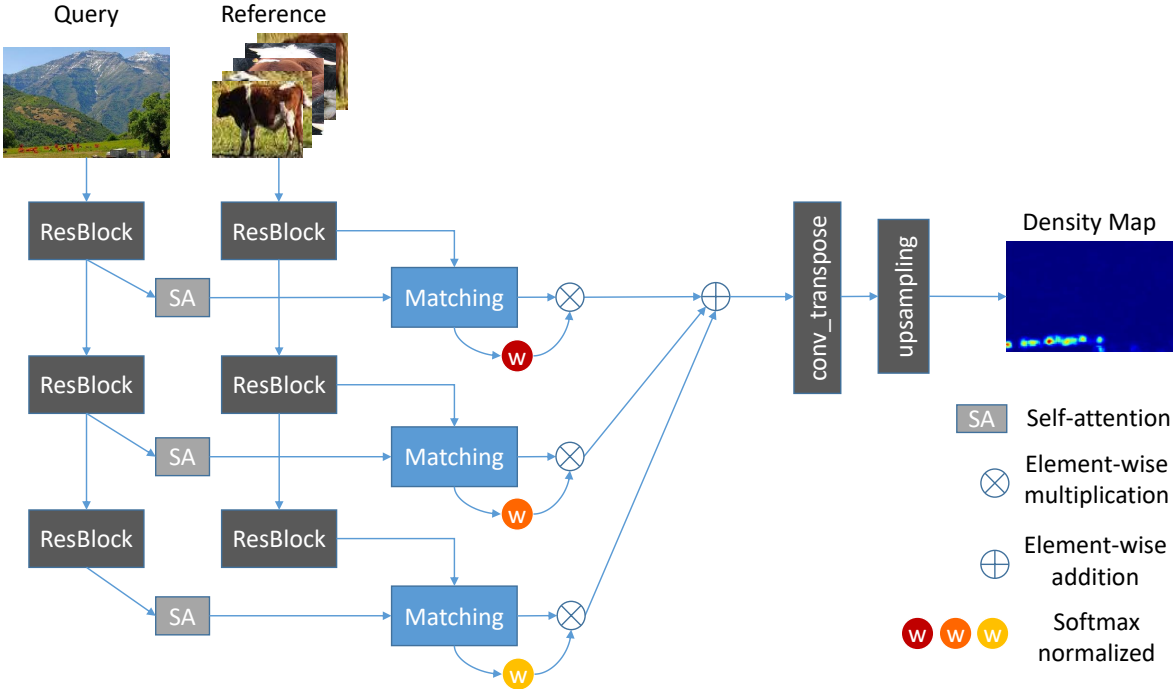 Query
Reference
ResBlock
ResBlock
SA
Matching
w
conv_transpose
upsampling
Density Map
ResBlock
ResBlock
SA
Matching
w
ResBlock
ResBlock
SA
Matching
w
SA
Self-attention
Element-wise
multiplication
Element-wise
addition
w w w
Softmax
normalized